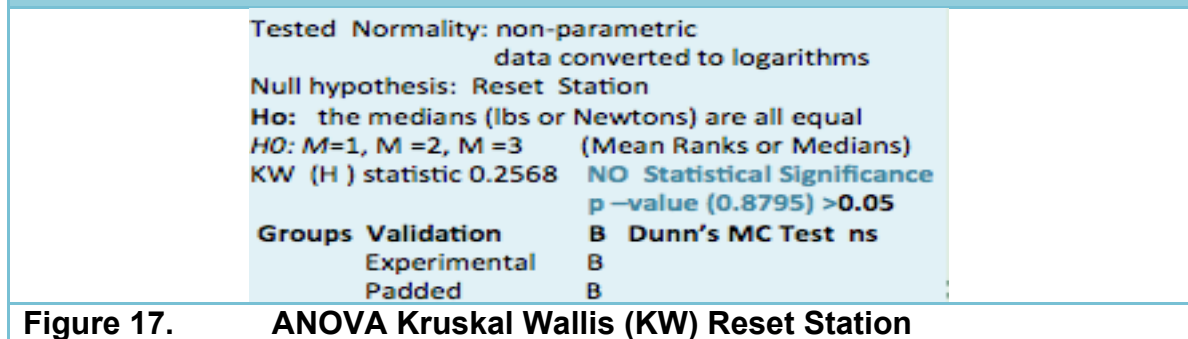 Tested Normality: non-parametric
data converted to logarithms
Null hypothesis: Reset Station
Ho: the medians (lbs or Newtons) are all equal
H0: M=1, M =2, M =3 (Mean Ranks or Medians)
KW (H ) statistic 0.2568 NO Statistical Significance
p –value (0.8795) >0.05
Groups Validation B Dunn's MC Test ns
Experimental B
Padded B
Figure 17. ANOVA Kruskal Wallis (KW) Reset Station